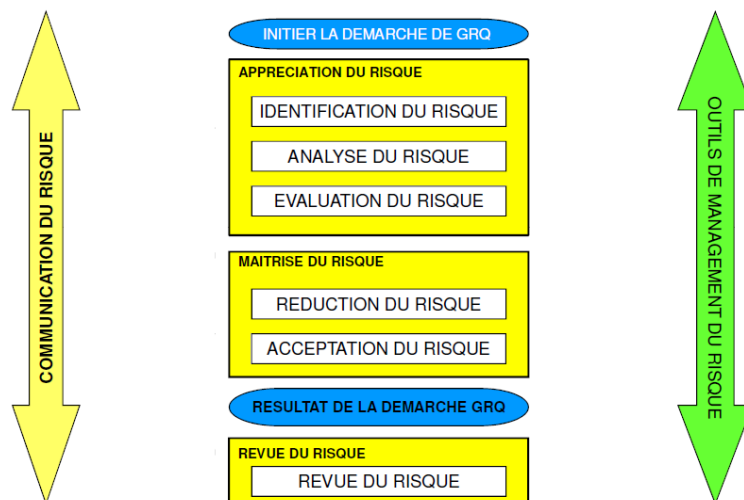 INITIER LA DEMARCHE DE GRQ
APPRECIATION DU RISQUE
IDENTIFICATION DU RISQUE
ANALYSE DU RISQUE
EVALUATION DU RISQUE
MAITRISE DU RISQUE
REDUCTION DU RISQUE
ACCEPTATION DU RISQUE
RESULTAT DE LA DEMARCHE GRQ
REVUE DU RISQUE
REVUE DU RISQUE
COMMUNICATION DU RISQUE
OUTILS DE MANAGEMENT DU RISQUE